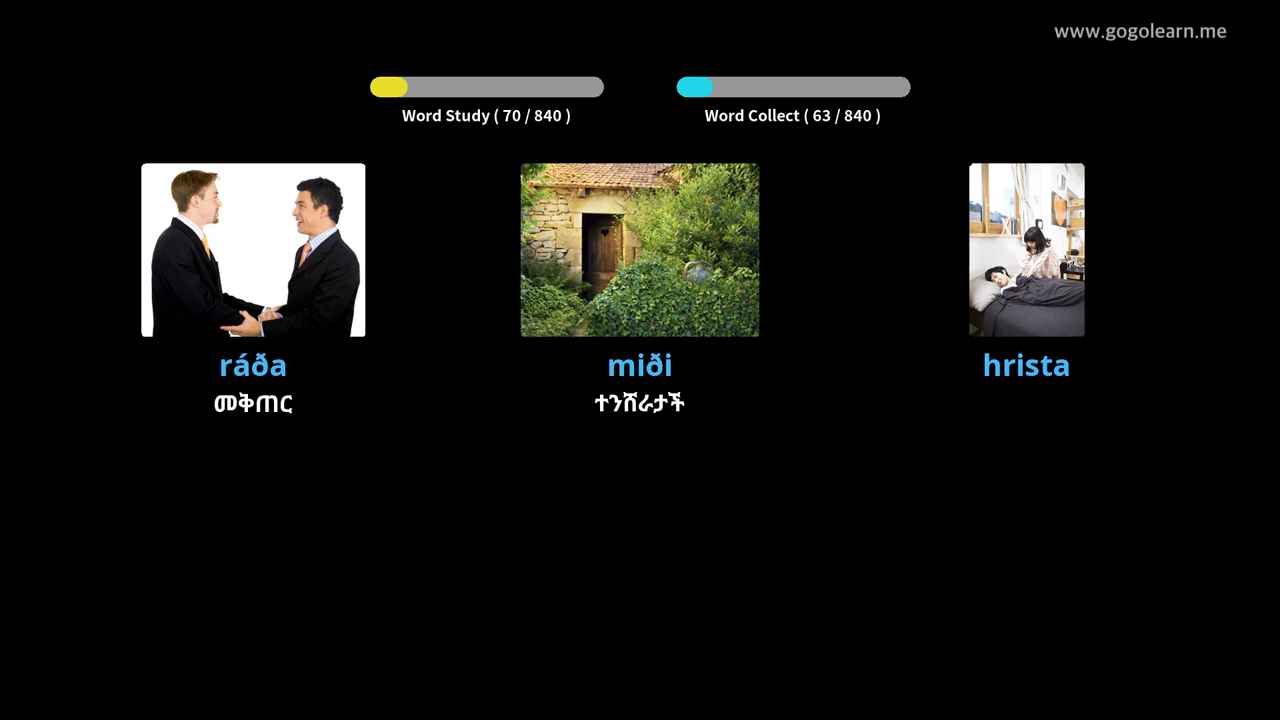 www.gogolearn.me
Word Study ( 70 / 840 )
Word Collect ( 63 / 840 )
ráða
miði
hrista
መቅጠር
ተንሸራታች